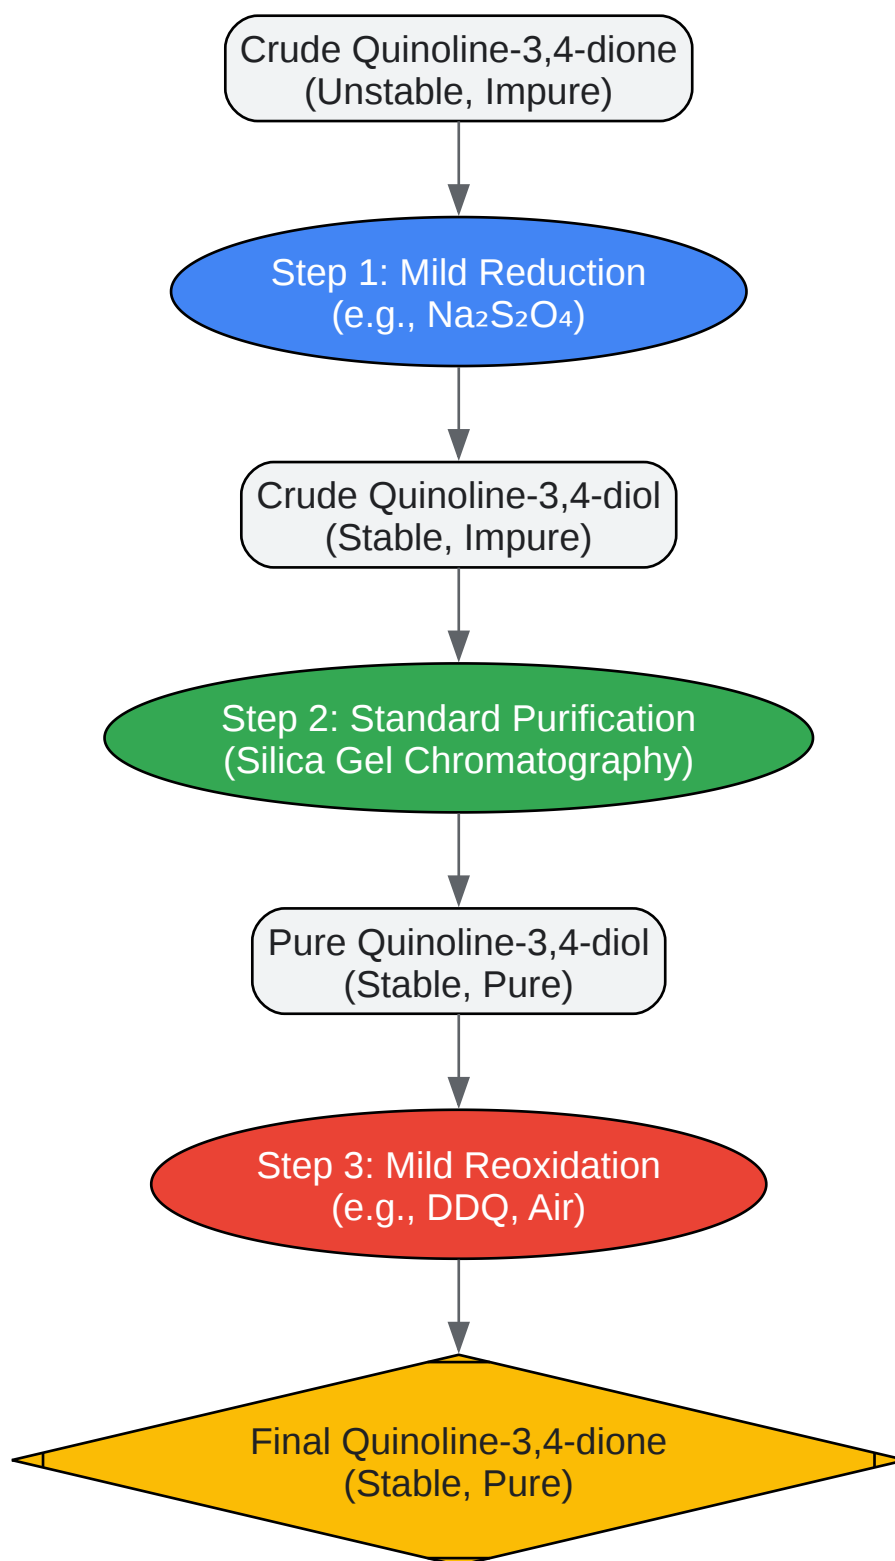 Crude Quinoline-3,4-dione
(Unstable, Impure)
Step 1: Mild Reduction
(e.g., Na₂S₂O₄)
Crude Quinoline-3,4-diol
(Stable, Impure)
Step 2: Standard Purification
(Silica Gel Chromatography)
Pure Quinoline-3,4-diol
(Stable, Pure)
Step 3: Mild Reoxidation
(e.g., DDQ, Air)
Final Quinoline-3,4-dione
(Stable, Pure)